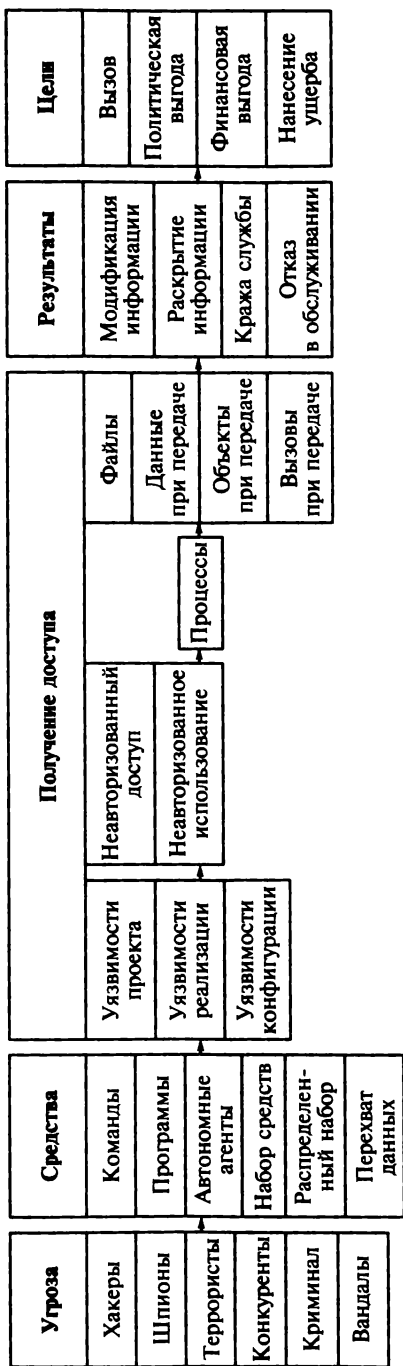 Угроза
Хакеры
Шпионы
Террористы
Конкуренты
Криминал
Вандалы
Средства
Команды
Программы
Автономные
агенты
Набор средств
Распределен-
ный набор
Перехват
данных
Получение доступа
Уязвимости
проекта
Уязвимости
реализации
Уязвимости
конфигурации
Неавторизованный
доступ
Неавторизованное
использование
Процессы
Файлы
Данные
при передаче
Объекты
при передаче
Вызовы
при передаче
Результаты
Модификация
информации
Раскрытие
информации
Кража службы
Отказ
в обслуживании
Цели
Вызов
Политическая
выгода
Финансовая
выгода
Нанесение
ущерба